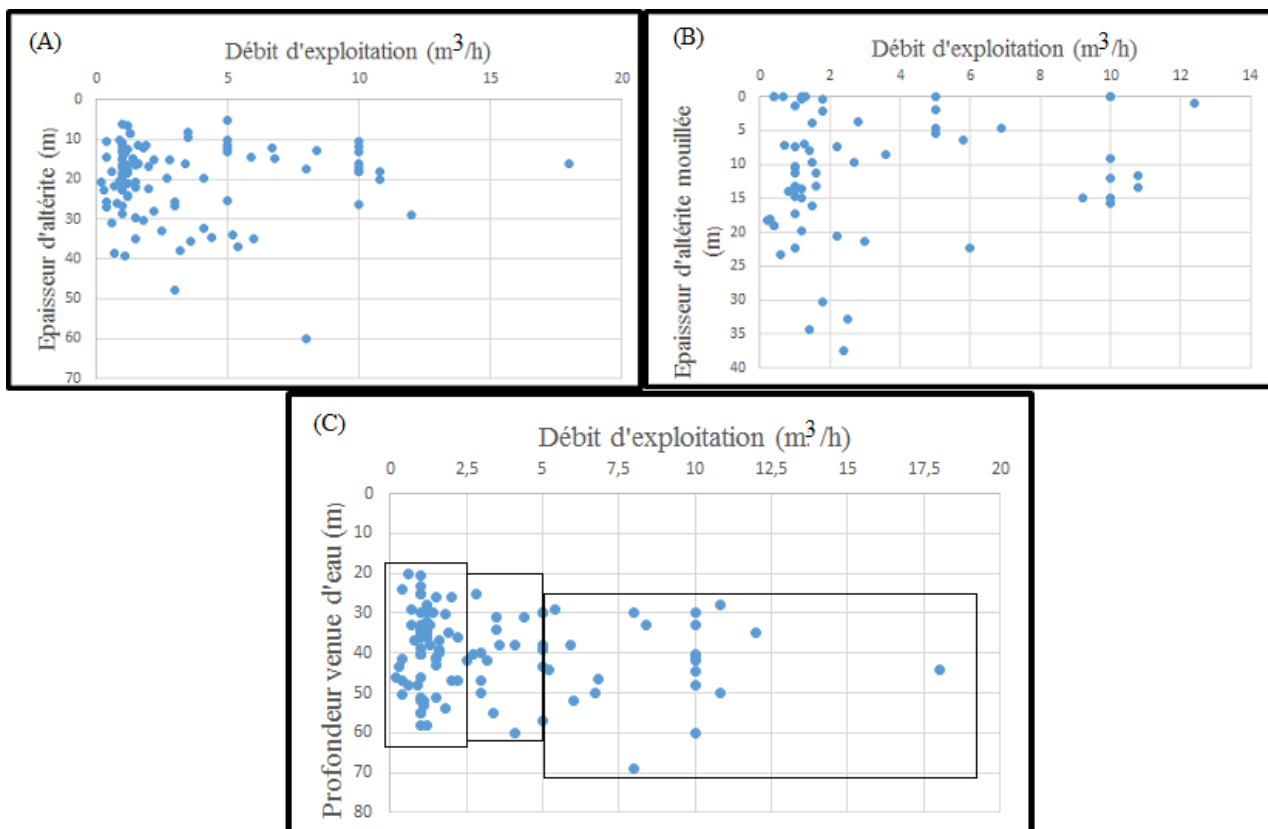 (A)
Débit d'exploitation (m³/h)
0 5 10 15 20
Epaisseur d'altérite (m)
0
10
20
30
40
50
60
70
(B)
Débit d'exploitation (m³/h)
0 2 4 6 8 10 12 14
Epaisseur d'altérite mouillée
(m)
0
5
10
15
20
25
30
35
40
(C)
Débit d'exploitation (m³/h)
0 2,5 5 7,5 10 12,5 15 17,5 20
Profondeur venue d'eau (m)
0
10
20
30
40
50
60
70
80